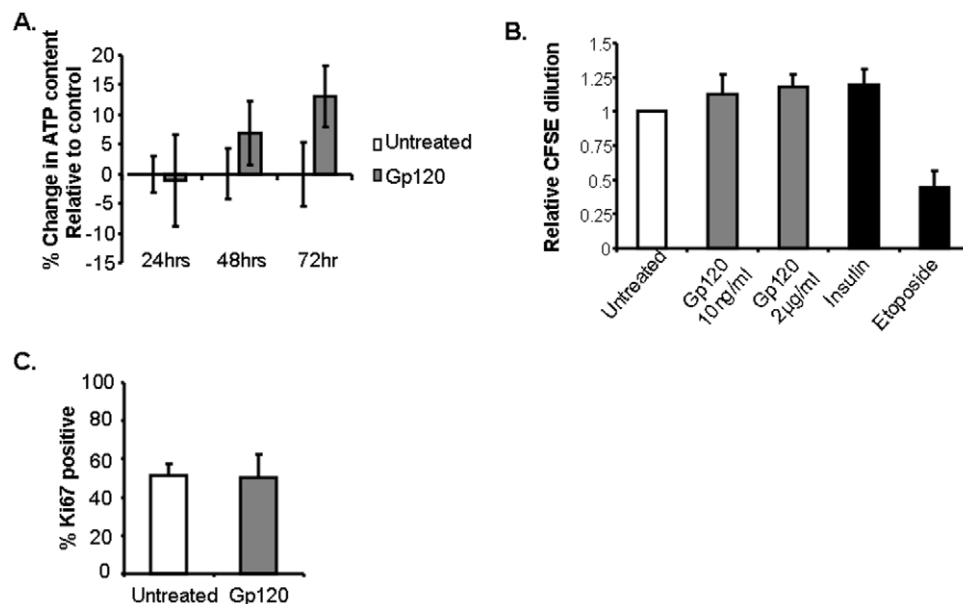 A.
% Change in ATP content
Relative to control
20
15
10
5
0
-5
-10
-15
24hrs 48hrs 72hr
Untreated
Gp120
B.
Relative CFSE dilution
1.5
1.25
1
0.75
0.5
0.25
0
Untreated
Gp120
10ng/ml
Gp120
2µg/ml
Insulin
Etoposide
C.
% Ki67 positive
100
80
60
40
20
0
Untreated Gp120